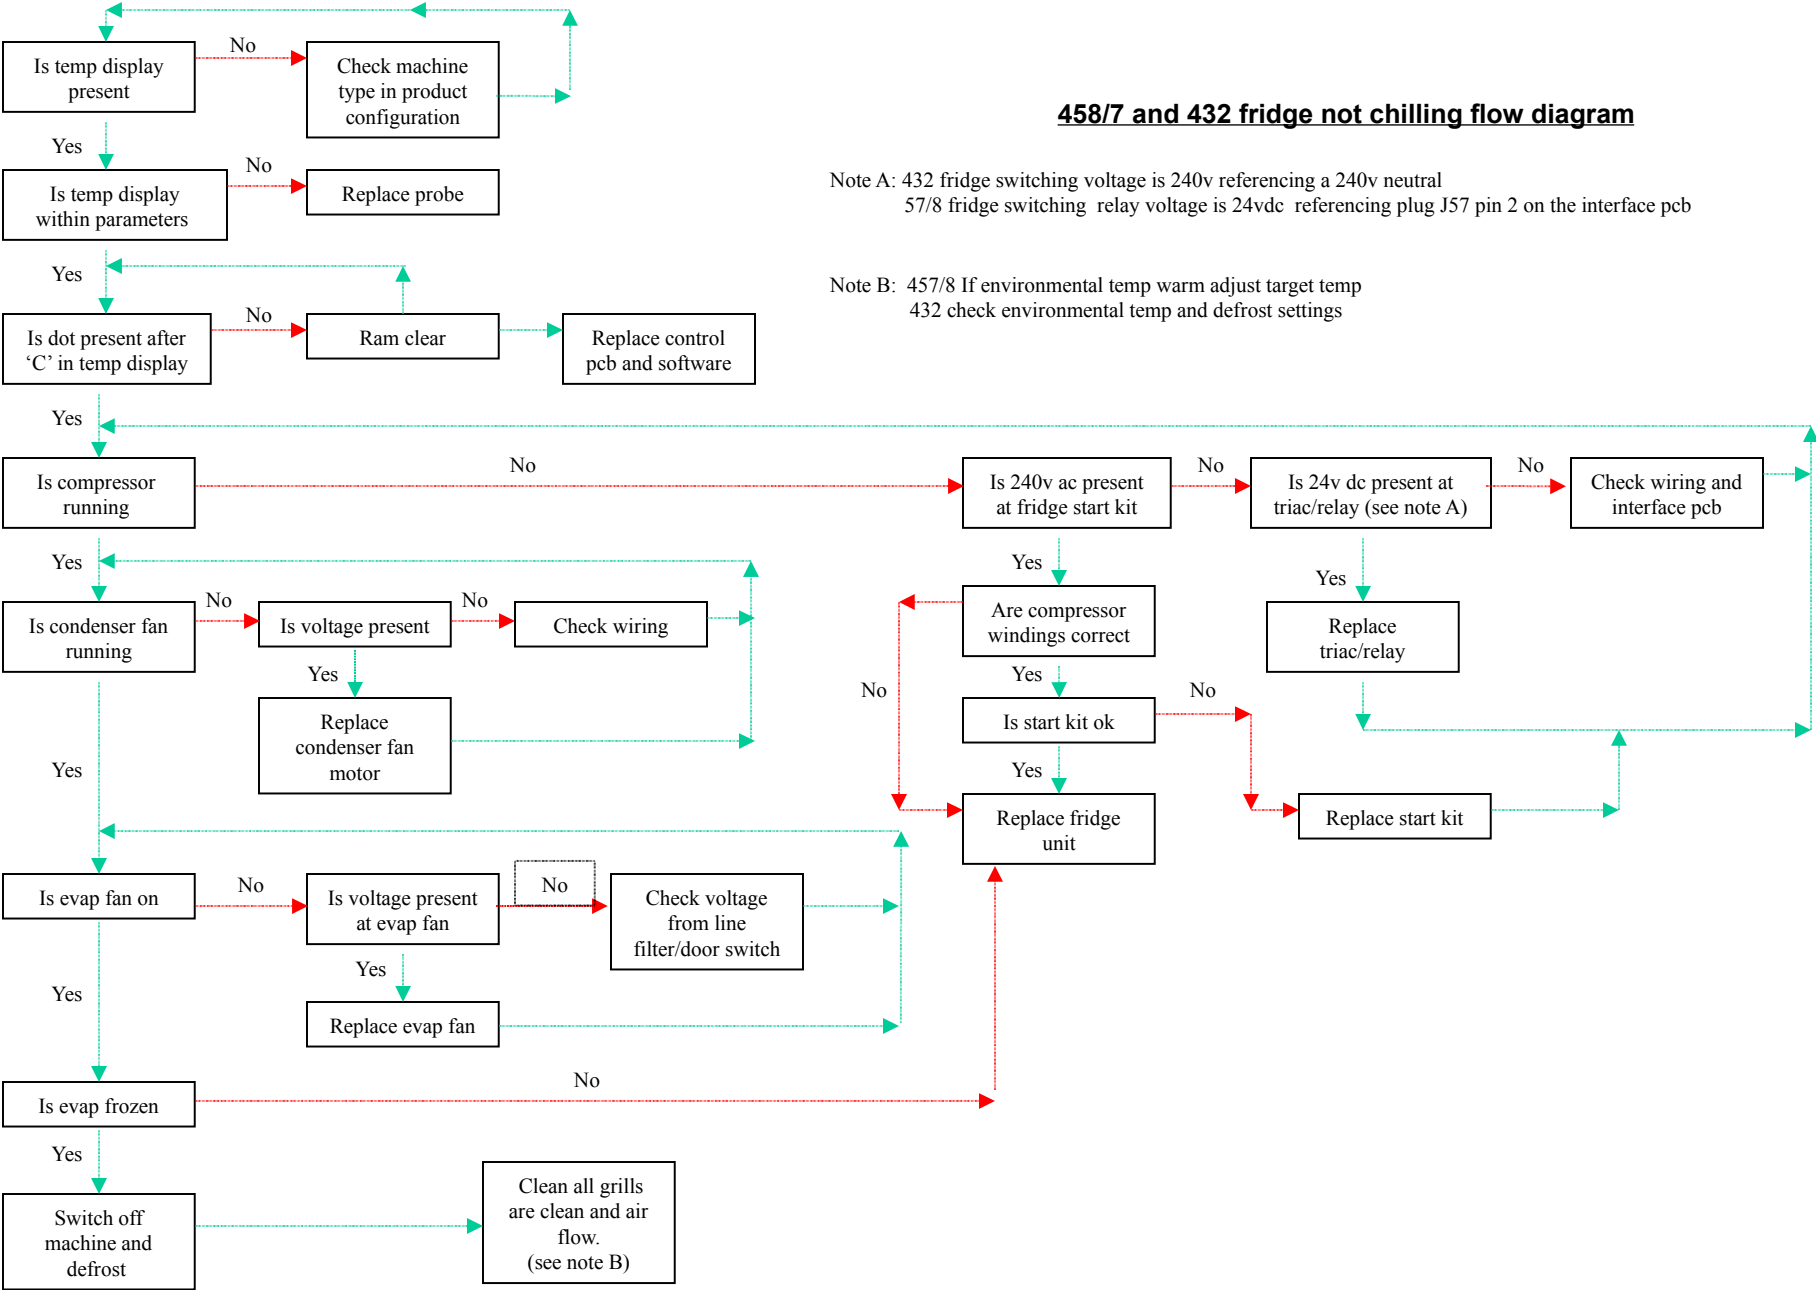 458/7 and 432 fridge not chilling flow diagram
Note A: 432 fridge switching voltage is 240v referencing a 240v neutral
57/8 fridge switching relay voltage is 24vdc referencing plug J57 pin 2 on the interface pcb
Note B: 457/8 If environmental temp warm adjust target temp
432 check environmental temp and defrost settings
Is temp display
present
No
Check machine
type in product
configuration
Yes
Is temp display
within parameters
No
Replace probe
Yes
Is dot present after
‘C’ in temp display
No
Ram clear
Replace control
pcb and software
Yes
Is compressor
running
No
Is 240v ac present
at fridge start kit
No
Is 24v dc present at
triac/relay (see note A)
No
Check wiring and
interface pcb
Yes
Yes
Yes
Is condenser fan
running
No
Is voltage present
No
Check wiring
Are compressor
windings correct
Replace
triac/relay
Yes
Replace
condenser fan
motor
No
Yes
Is start kit ok
No
Yes
Yes
Replace fridge
unit
Replace start kit
Is evap fan on
No
Is voltage present
at evap fan
No
Check voltage
from line
filter/door switch
Yes
Replace evap fan
Yes
Is evap frozen
No
Yes
Switch off
machine and
defrost
Clean all grills
are clean and air
flow.
(see note B)